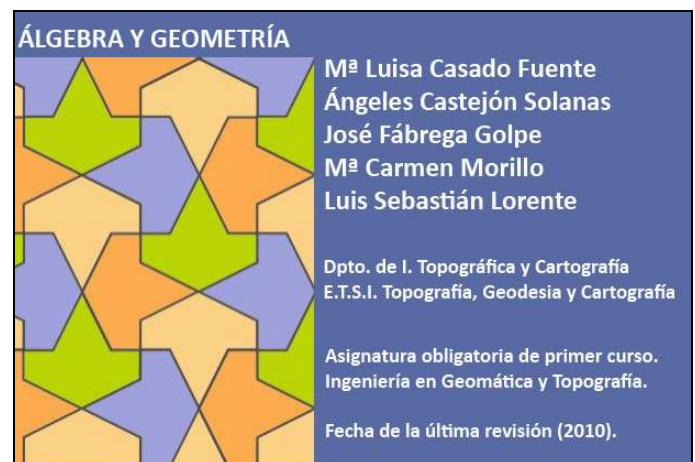 ÁLGEBRA Y GEOMETRÍA
Mª Luisa Casado Fuente
Ángeles Castejón Solanas
José Fábrega Golpe
Mª Carmen Morillo
Luis Sebastián Lorente
Dpto. de I. Topográfica y Cartografía
E.T.S.I. Topografía, Geodesia y Cartografía
Asignatura obligatoria de primer curso.
Ingeniería en Geomática y Topografía.
Fecha de la última revisión (2010).